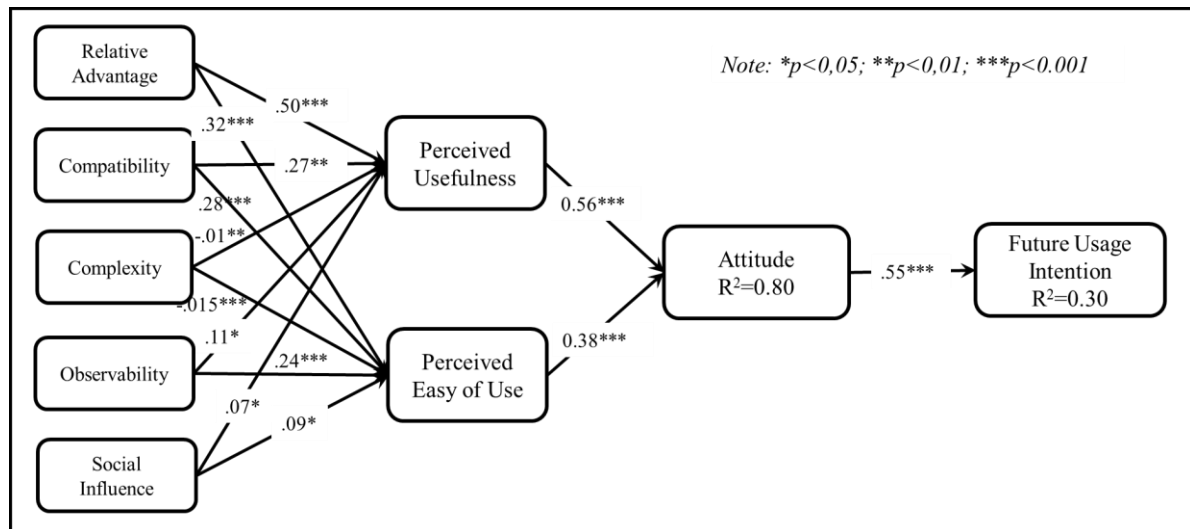 Relative
Advantage
Note: *p<0,05; **p<0,01; ***p<0.001
.50***
.32***
Compatibility
.27**
Perceived
Usefulness
.28***
0.56***
-.01**
Complexity
Attitude
R²=0.80
.55***
Future Usage
Intention
R²=0.30
-.015***
.11*
0.38***
Observability
.24***
Perceived
Easy of Use
.07*
.09*
Social
Influence